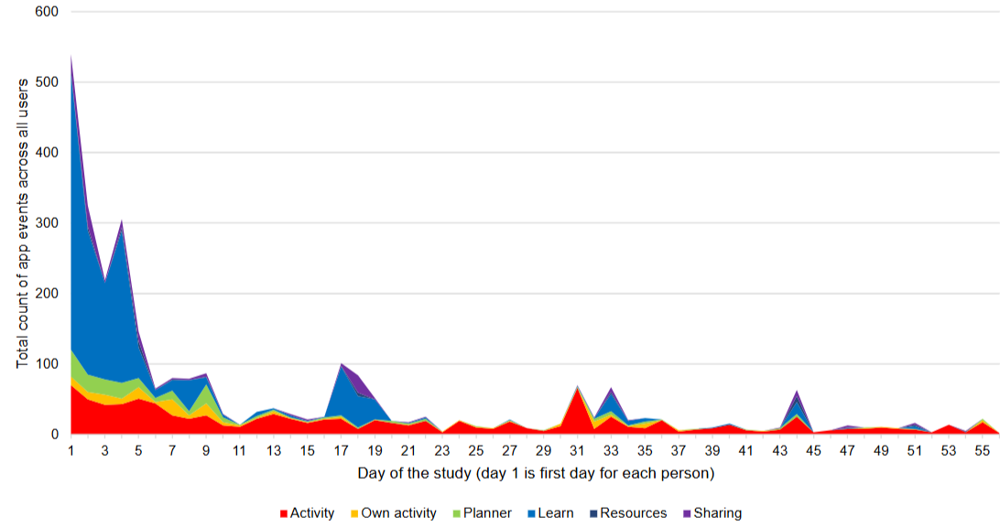 600
500
400
300
200
100
0
Total count of app events across all users
1 3 5 7 9 11 13 15 17 19 21 23 25 27 29 31 33 35 37 39 41 43 45 47 49 51 53 55
Day of the study (day 1 is first day for each person)
Activity Own activity Planner Learn Resources Sharing